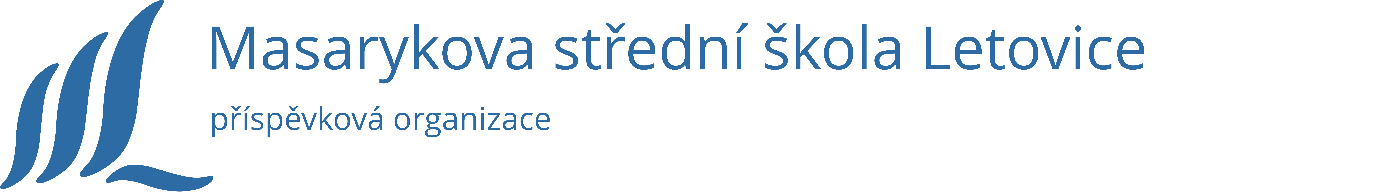 Masarykova střední škola Letovice
příspěvková organizace